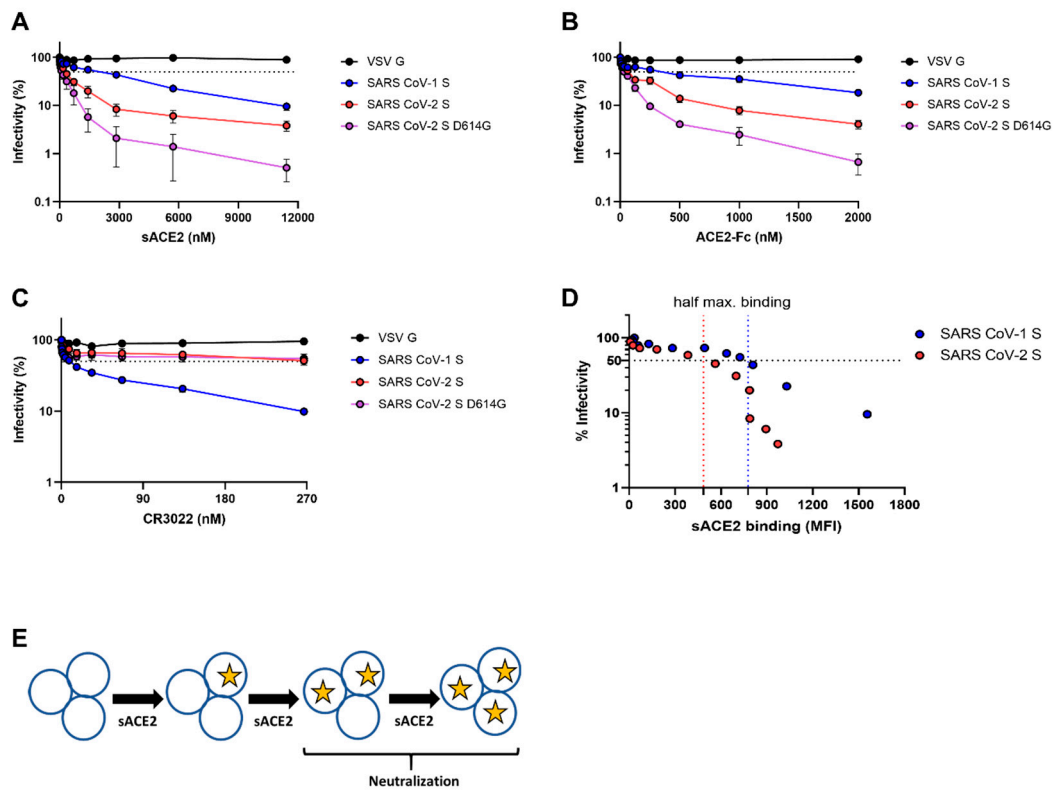 A
Infectivity (%)
100
10
1
0.1
0
3000
6000
9000
12000
sACE2 (nM)
VSV G
SARS CoV-1 S
SARS CoV-2 S
SARS CoV-2 S D614G
B
Infectivity (%)
100
10
1
0.1
0
500
1000
1500
2000
ACE2-Fc (nM)
VSV G
SARS CoV-1 S
SARS CoV-2 S
SARS CoV-2 S D614G
C
Infectivity (%)
100
10
1
0
90
180
270
CR3022 (nM)
VSV G
SARS CoV-1 S
SARS CoV-2 S
SARS CoV-2 S D614G
D
half max. binding
% Infectivity
100
50
10
1
0
300
600
900
1200
1500
1800
sACE2 binding (MFI)
SARS CoV-1 S
SARS CoV-2 S
E
sACE2
sACE2
sACE2
Neutralization